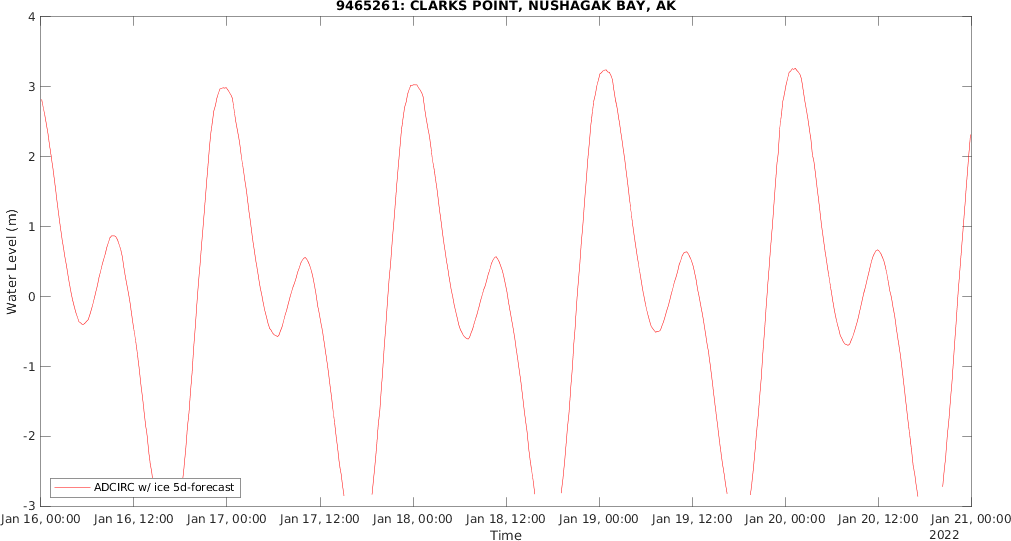 9465261: CLARKS POINT, NUSHAGAK BAY, AK
4
3
2
1
0
-1
-2
-3
Water Level (m)
ADCIRC w/ ice 5d-forecast
Jan 16, 00:00 Jan 16, 12:00 Jan 17, 00:00 Jan 17, 12:00 Jan 18, 00:00 Jan 18, 12:00 Jan 19, 00:00 Jan 19, 12:00 Jan 20, 00:00 Jan 20, 12:00 Jan 21, 00:00
Time
2022